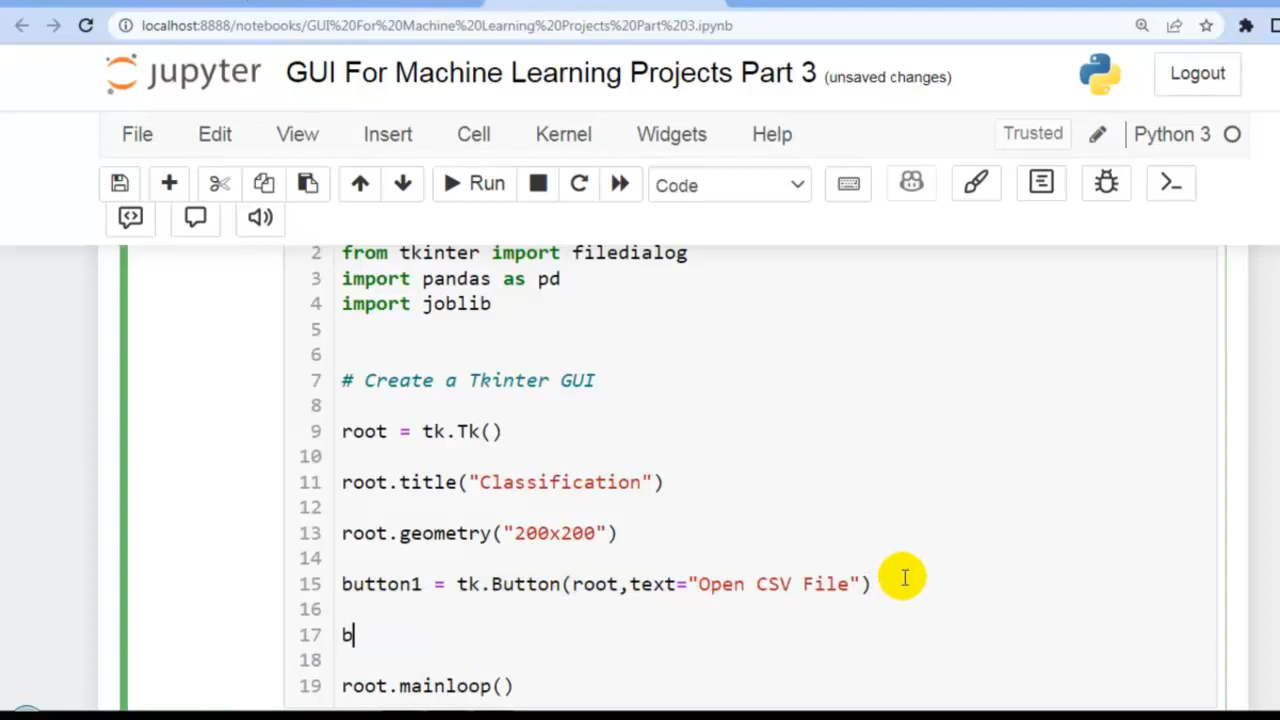 localhost:8888/notebooks/GUI%20For%20Machine%20Learning%20Projects%20Part%203.ipynb
jupyter GUI For Machine Learning Projects Part 3 (unsaved changes) Logout
File Edit View Insert Cell Kernel Widgets Help Trusted Python 3
Run Code
2 from tkinter import filedialog
3 import pandas as pd
4 import joblib
5
6
7 # Create a Tkinter GUI
8
9 root = tk.Tk()
10
11 root.title("Classification")
12
13 root.geometry("200x200")
14
15 button1 = tk.Button(root,text="Open CSV File")
16
17 b
18
19 root.mainloop()